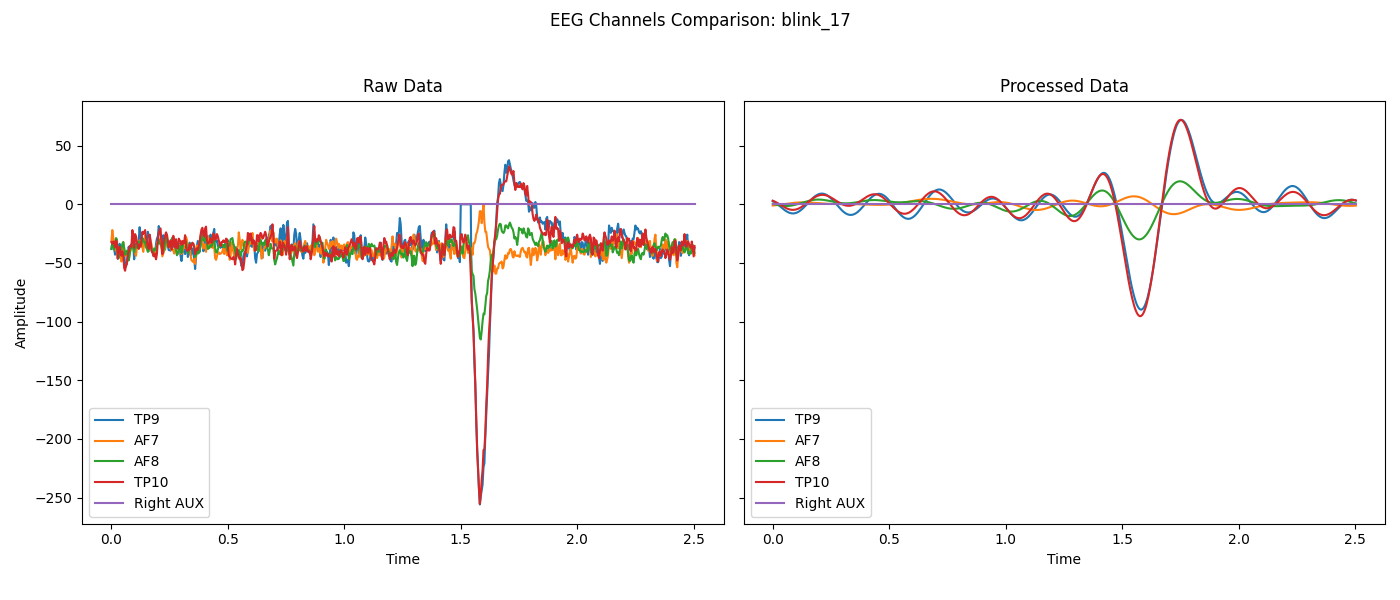 EEG Channels Comparison: blink_17
Raw Data
Amplitude
50
0
−50
−100
−150
−200
−250
TP9
AF7
AF8
TP10
Right AUX
0.0 0.5 1.0 1.5 2.0 2.5
Time
Processed Data
TP9
AF7
AF8
TP10
Right AUX
0.0 0.5 1.0 1.5 2.0 2.5
Time